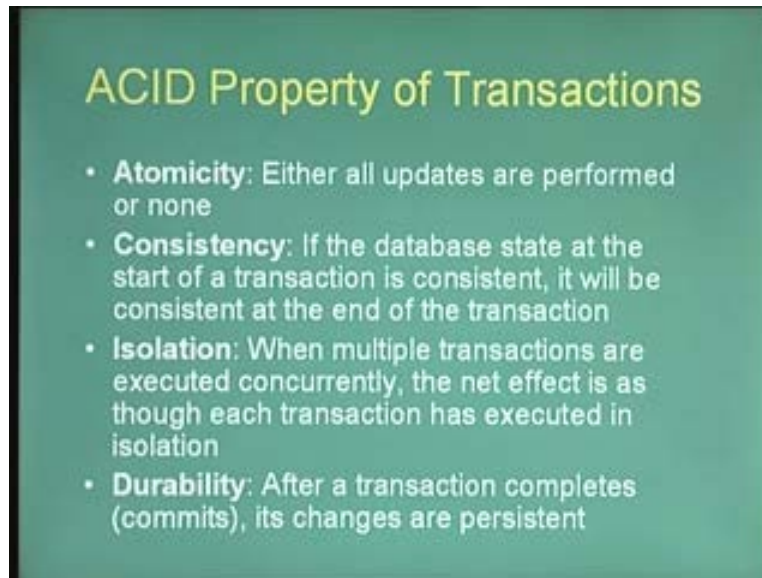 ACID Property of Transactions
• Atomicity: Either all updates are performed
or none
• Consistency: If the database state at the
start of a transaction is consistent, it will be
consistent at the end of the transaction
• Isolation: When multiple transactions are
executed concurrently, the net effect is as
though each transaction has executed in
isolation
• Durability: After a transaction completes
(commits), its changes are persistent